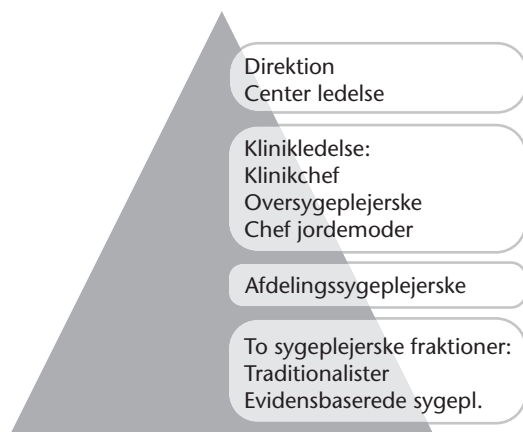 Direktion
Center ledelse
Klinikledelse:
Klinikchef
Oversygeplejerske
Chef jordemoder
Afdelingssygeplejerske
To sygeplejerske fraktioner:
Traditionalister
Evidensbaserede sygepl.